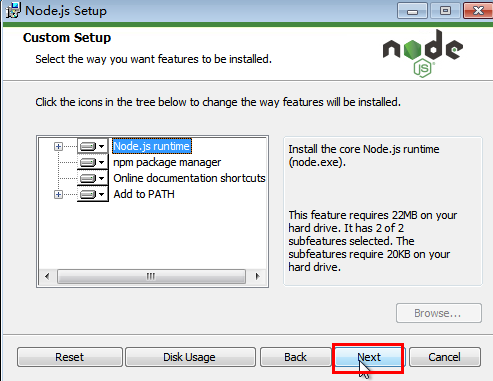 Node.js Setup
Custom Setup
Select the way you want features to be installed.
node
JS
Click the icons in the tree below to change the way features will be installed.
Node.js runtime
npm package manager
Online documentation shortcuts
Add to PATH
Install the core Node.js runtime
(node.exe).
This feature requires 22MB on your
hard drive. It has 2 of 2
subfeatures selected. The
subfeatures require 20KB on your
hard drive.
Browse...
Reset
Disk Usage
Back
Next
Cancel